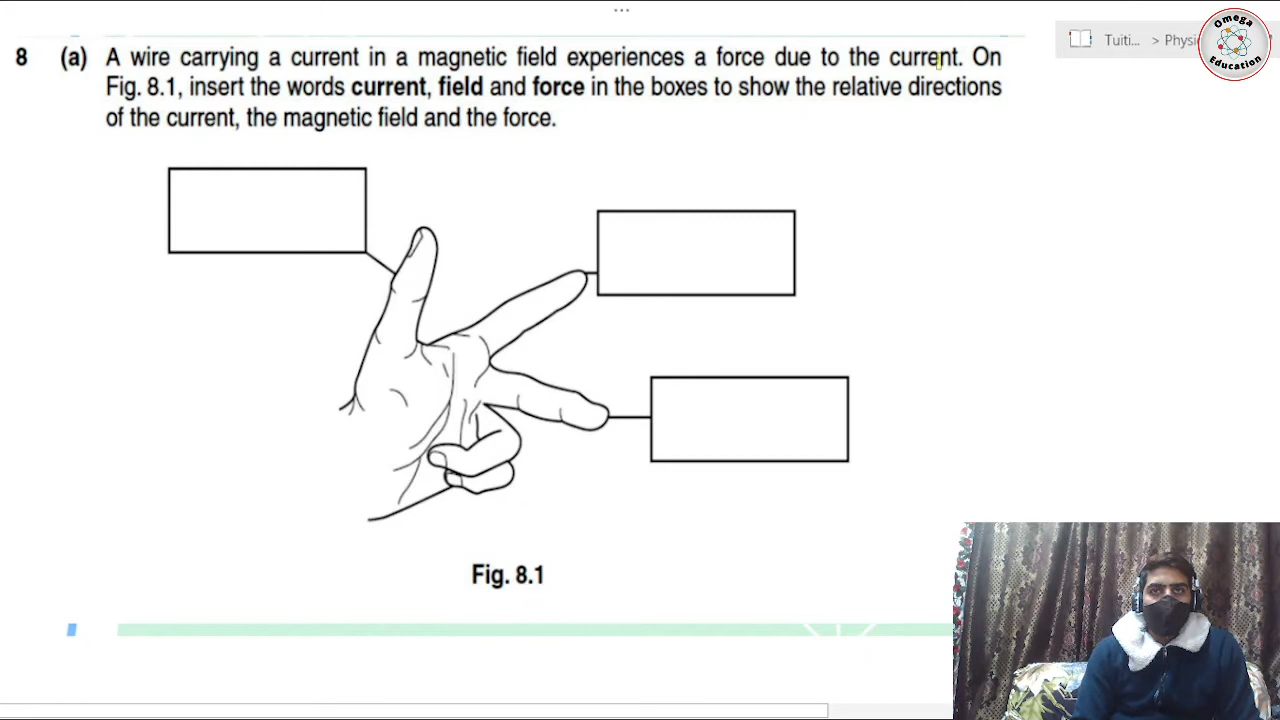 ...
Omega
Education
Tuiti... > Physi
8 (a) A wire carrying a current in a magnetic field experiences a force due to the current. On
Fig. 8.1, insert the words current, field and force in the boxes to show the relative directions
of the current, the magnetic field and the force.
Fig. 8.1